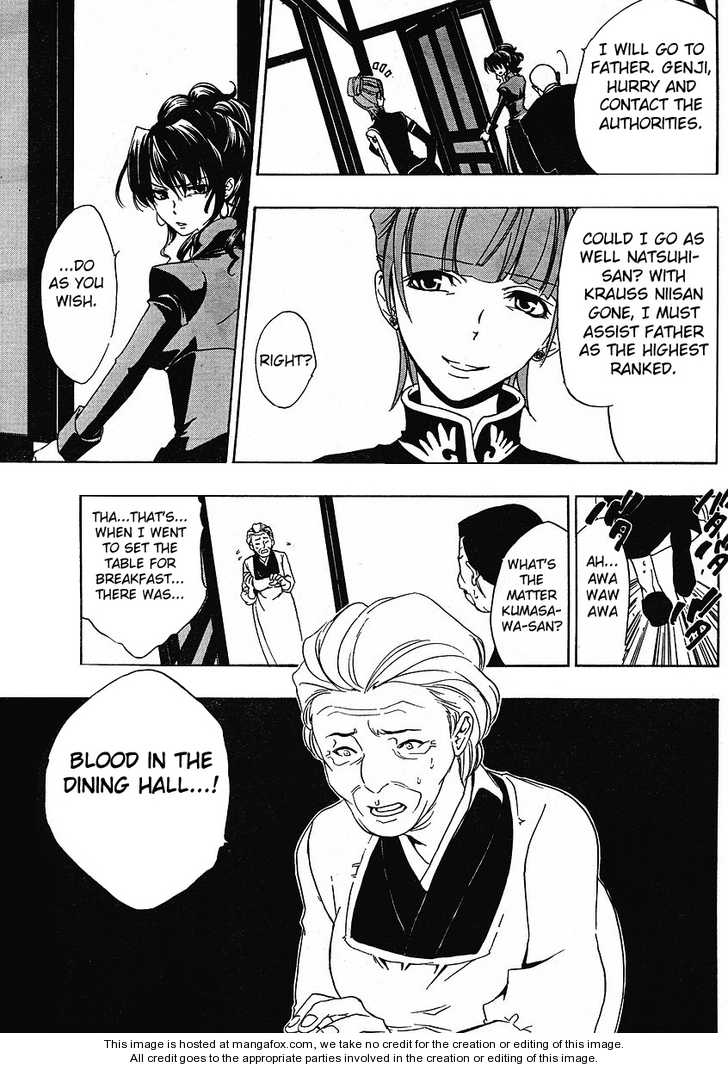 I WILL GO TO
FATHER. GENJI,
HURRY AND
CONTACT THE
AUTHORITIES.
COULD I GO AS
WELL NATSUHI-
SAN? WITH
KRAUSS NIISAN
GONE, I MUST
ASSIST FATHER
AS THE HIGHEST
RANKED.
RIGHT?
...DO
AS YOU
WISH.
AH...
AWA
WAW
AWA
WHAT'S
THE
MATTER
KUMASA-
WA-SAN?
THA...THAT'S...
WHEN I WENT
TO SET THE
TABLE FOR
BREAKFAST...
THERE WAS...
BLOOD IN THE
DINING HALL...!
This image is hosted at mangafox.com, we take no credit for the creation or editing of this image.
All credit goes to the appropriate parties involved in the creation or editing of this image.